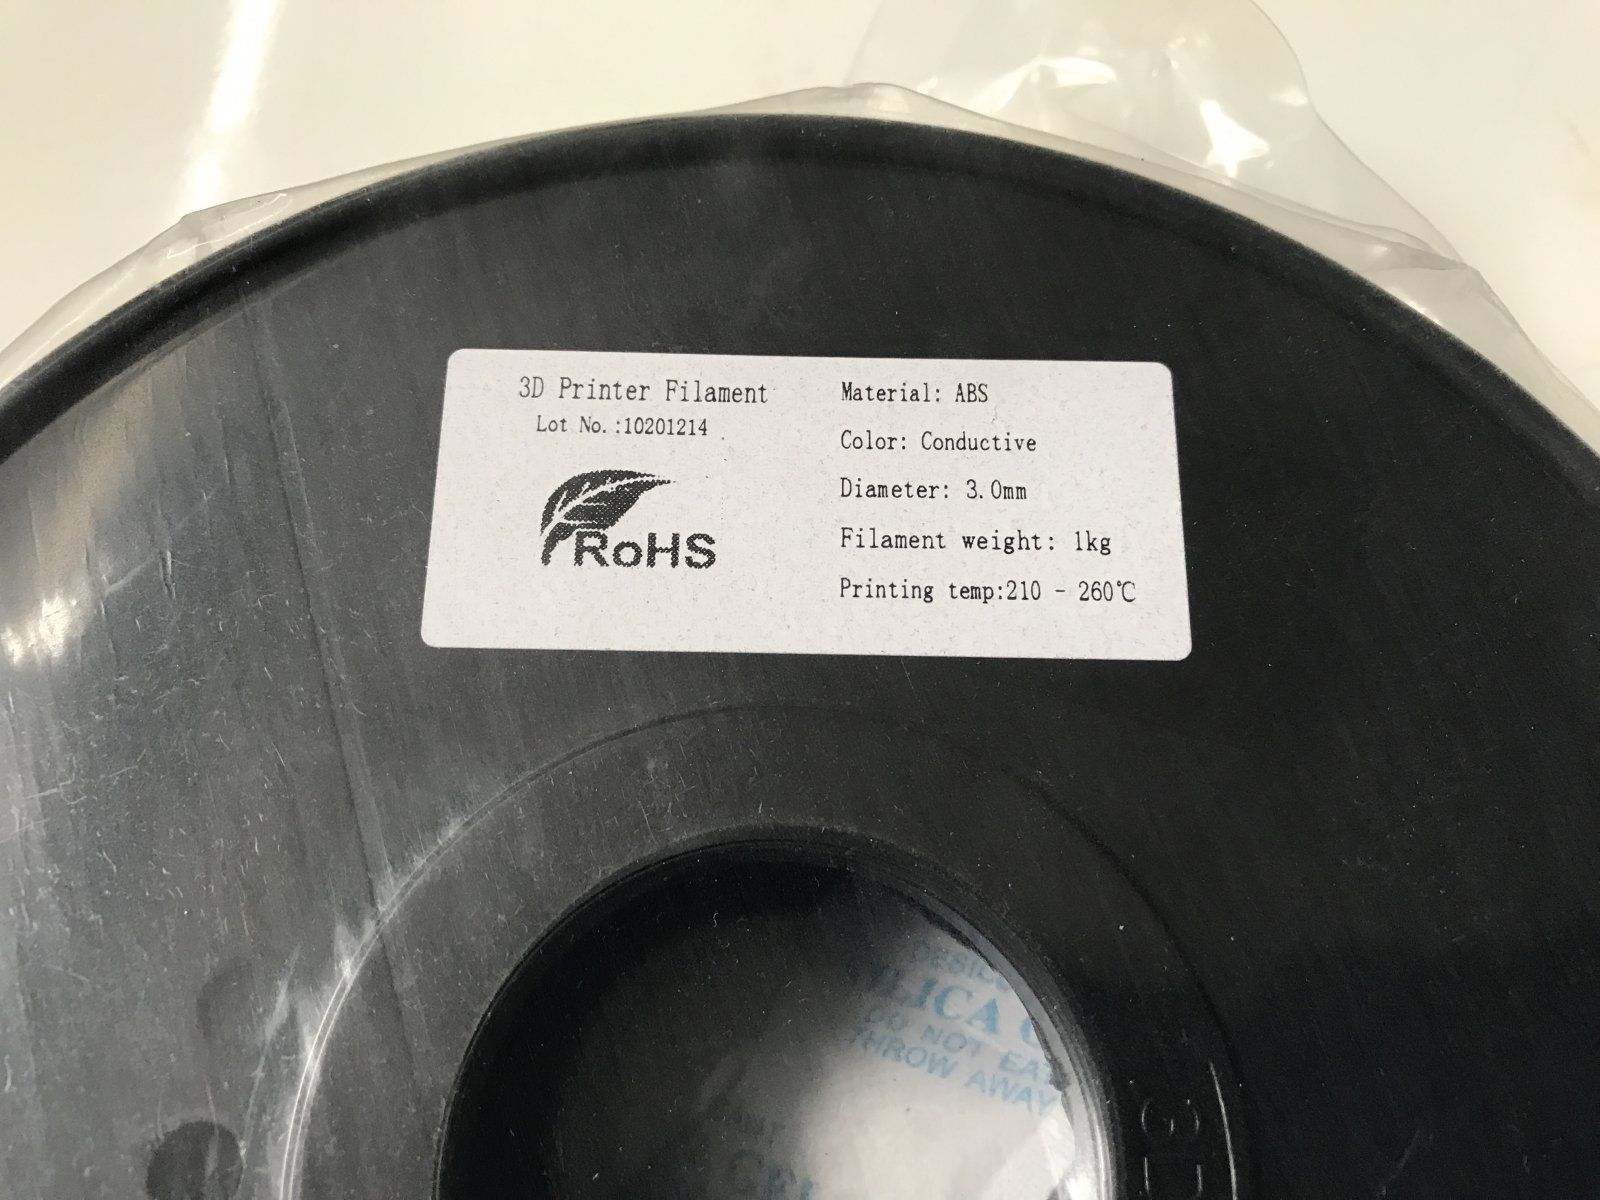 3D Printer Filament
Lot No.:10201214
RoHS
Material: ABS
Color: Conductive
Diameter: 3.0mm
Filament weight: 1kg
Printing temp:210 - 260℃
DO NOT EAT
THROW AWAY